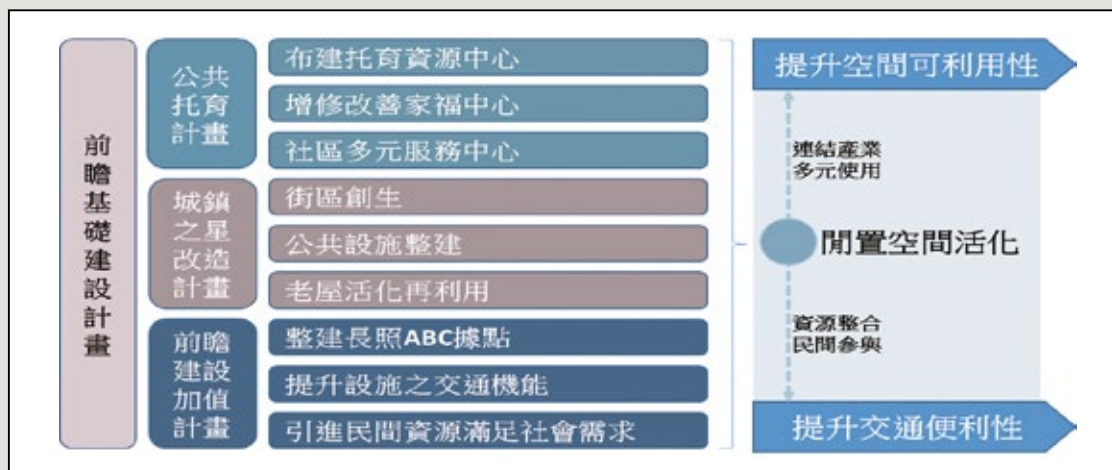 前瞻基礎建設計畫
公共
托育
計畫
布建托育資源中心
增修改善家福中心
社區多元服務中心
城鎮
之星
改造
計畫
街區創生
公共設施整建
老屋活化再利用
前瞻
建設
加值
計畫
整建長照ABC據點
提升設施之交通機能
引進民間資源滿足社會需求
提升空間可利用性
連結產業
多元使用
閒置空間活化
資源整合
民間參與
提升交通便利性